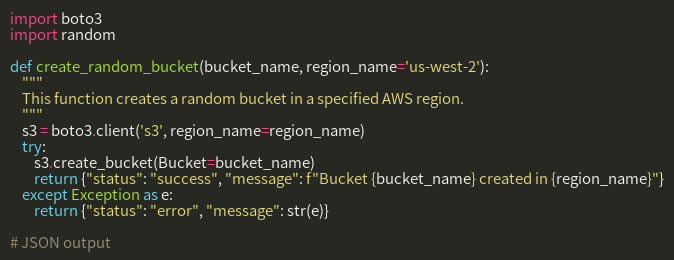 import boto3
import random

def create_random_bucket(bucket_name, region_name='us-west-2'):
    """
    This function creates a random bucket in a specified AWS region.
    """
    s3 = boto3.client('s3', region_name=region_name)
    try:
        s3.create_bucket(Bucket=bucket_name)
        return {"status": "success", "message": f"Bucket {bucket_name} created in {region_name}"}
    except Exception as e:
        return {"status": "error", "message": str(e)}

# JSON output